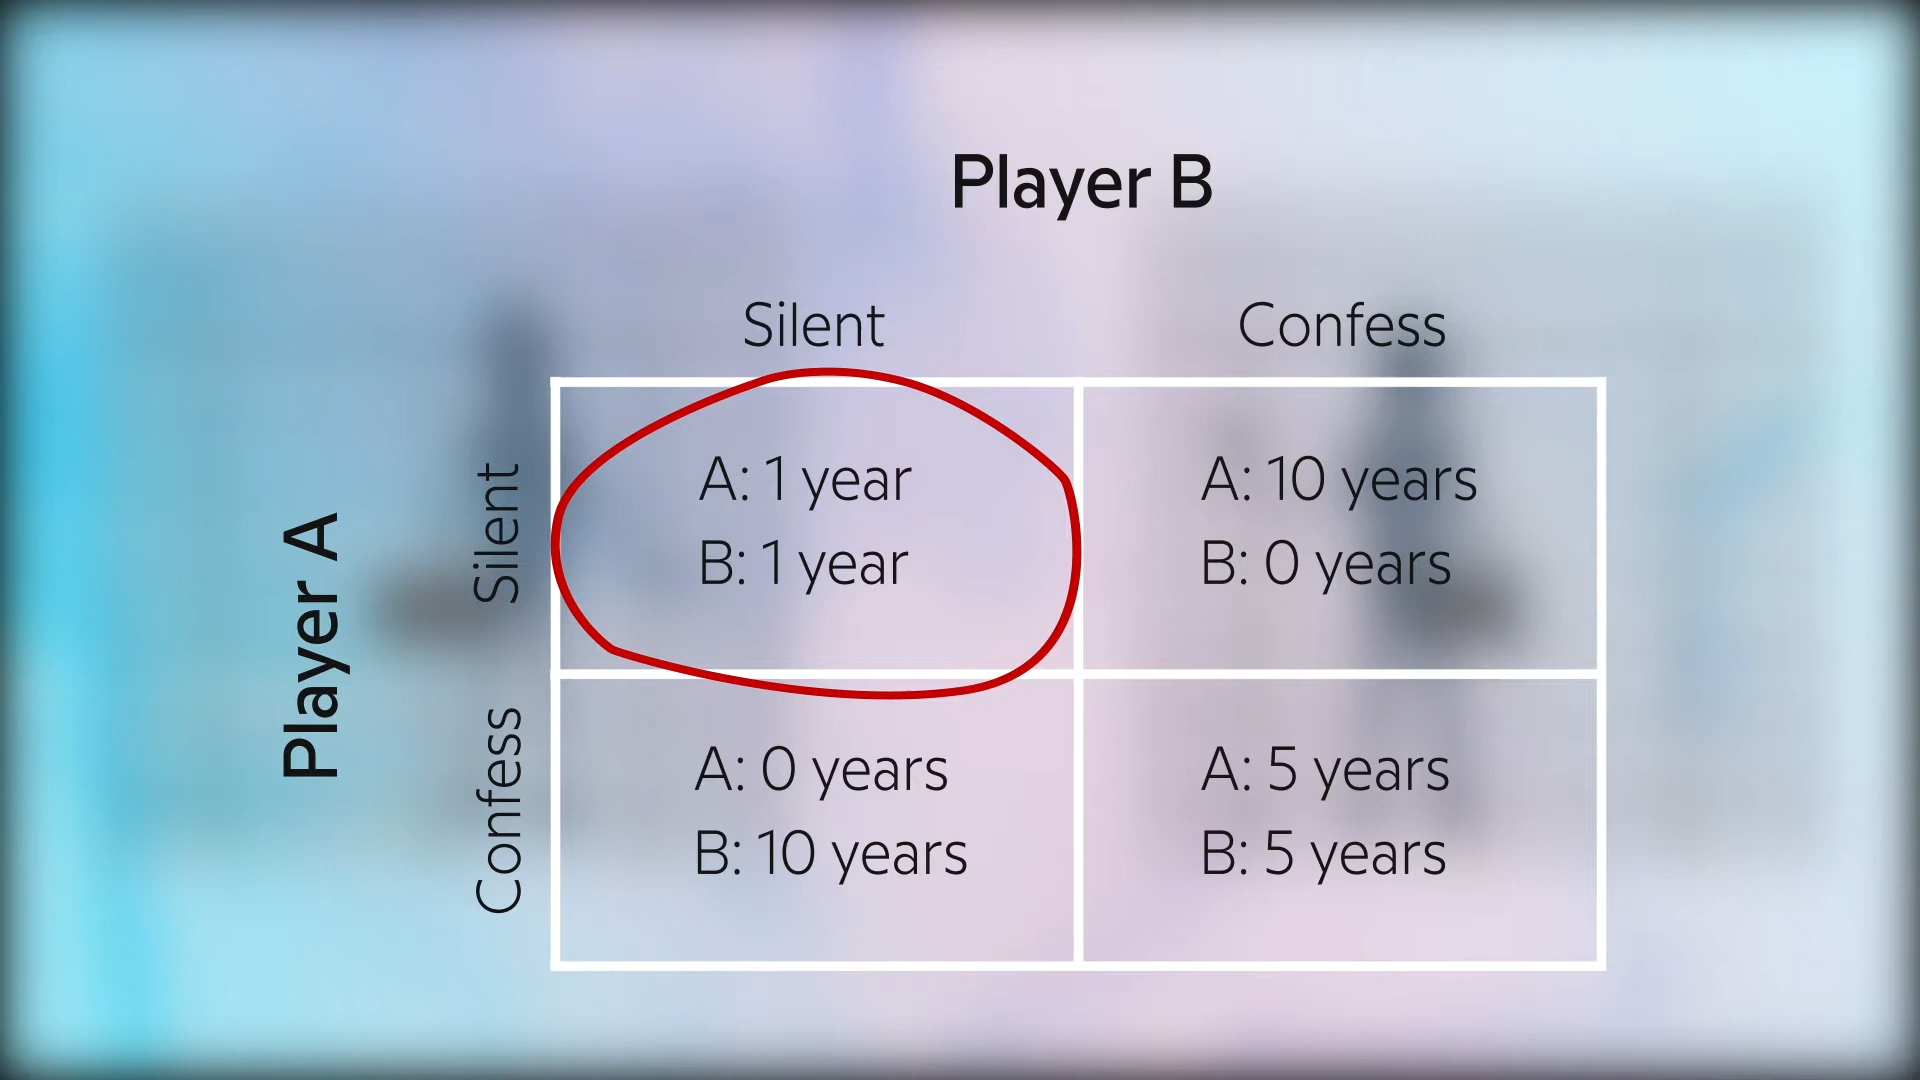 Player B
Silent
Confess
Player A
Silent
A: 1 year
B: 1 year
A: 10 years
B: 0 years
Confess
A: 0 years
B: 10 years
A: 5 years
B: 5 years